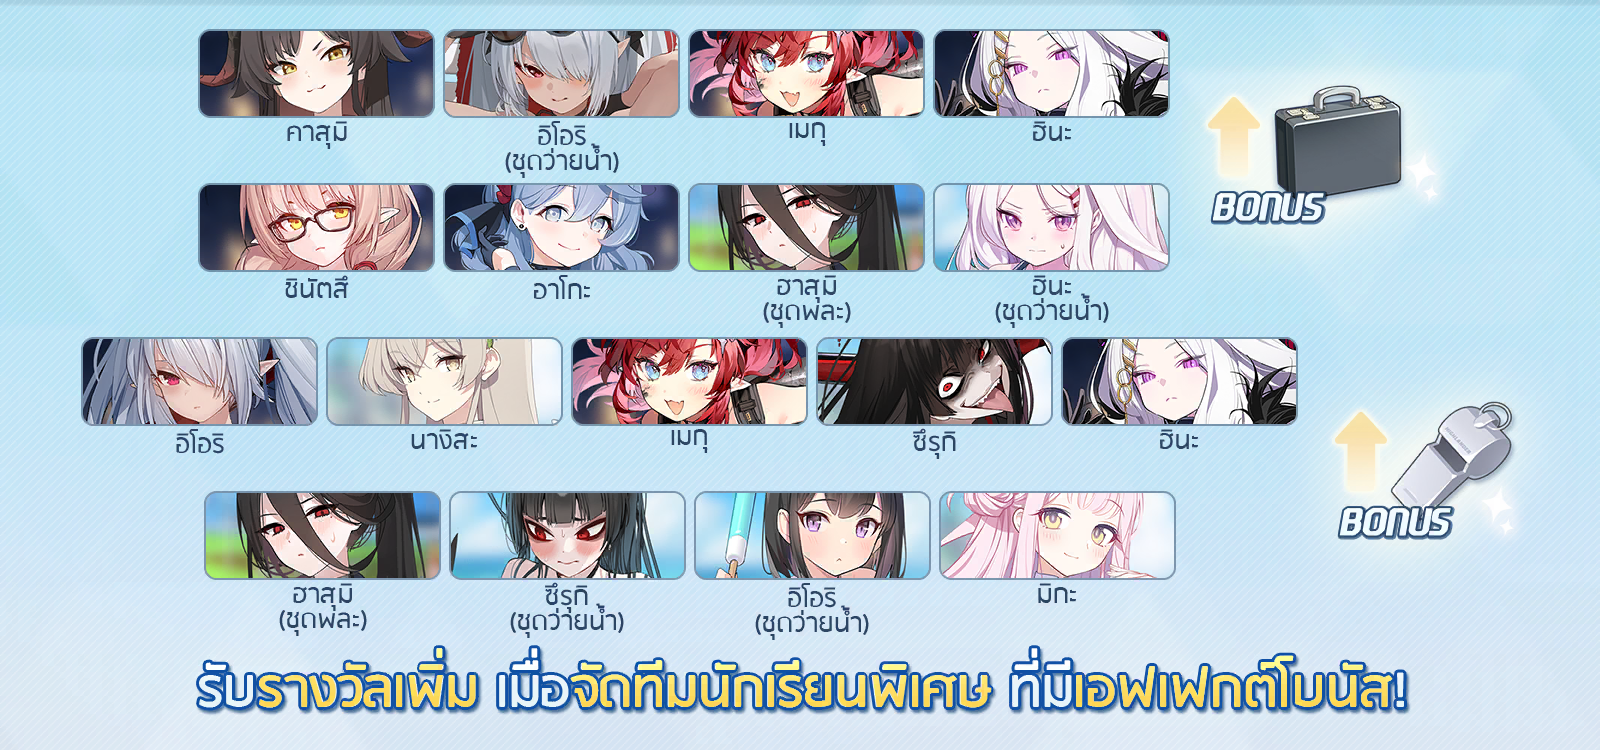 คาสุมิ
อิโอริ
(ชุดว่ายน้ำ)
เมกุ
ฮินะ
BONUS
ชินัตสึ
อาโกะ
ฮาสุมิ
(ชุดพละ)
ฮินะ
(ชุดว่ายน้ำ)
อิโอริ
นางิสะ
เมกุ
ซึรุกิ
ฮินะ
BONUS
ฮาสุมิ
(ชุดพละ)
ซึรุกิ
(ชุดว่ายน้ำ)
อิโอริ
(ชุดว่ายน้ำ)
มิกะ
รับรางวัลเพิ่ม เมื่อจัดทีมนักเรียนพิเศษ ที่มีเอฟเฟกต์โบนัส!